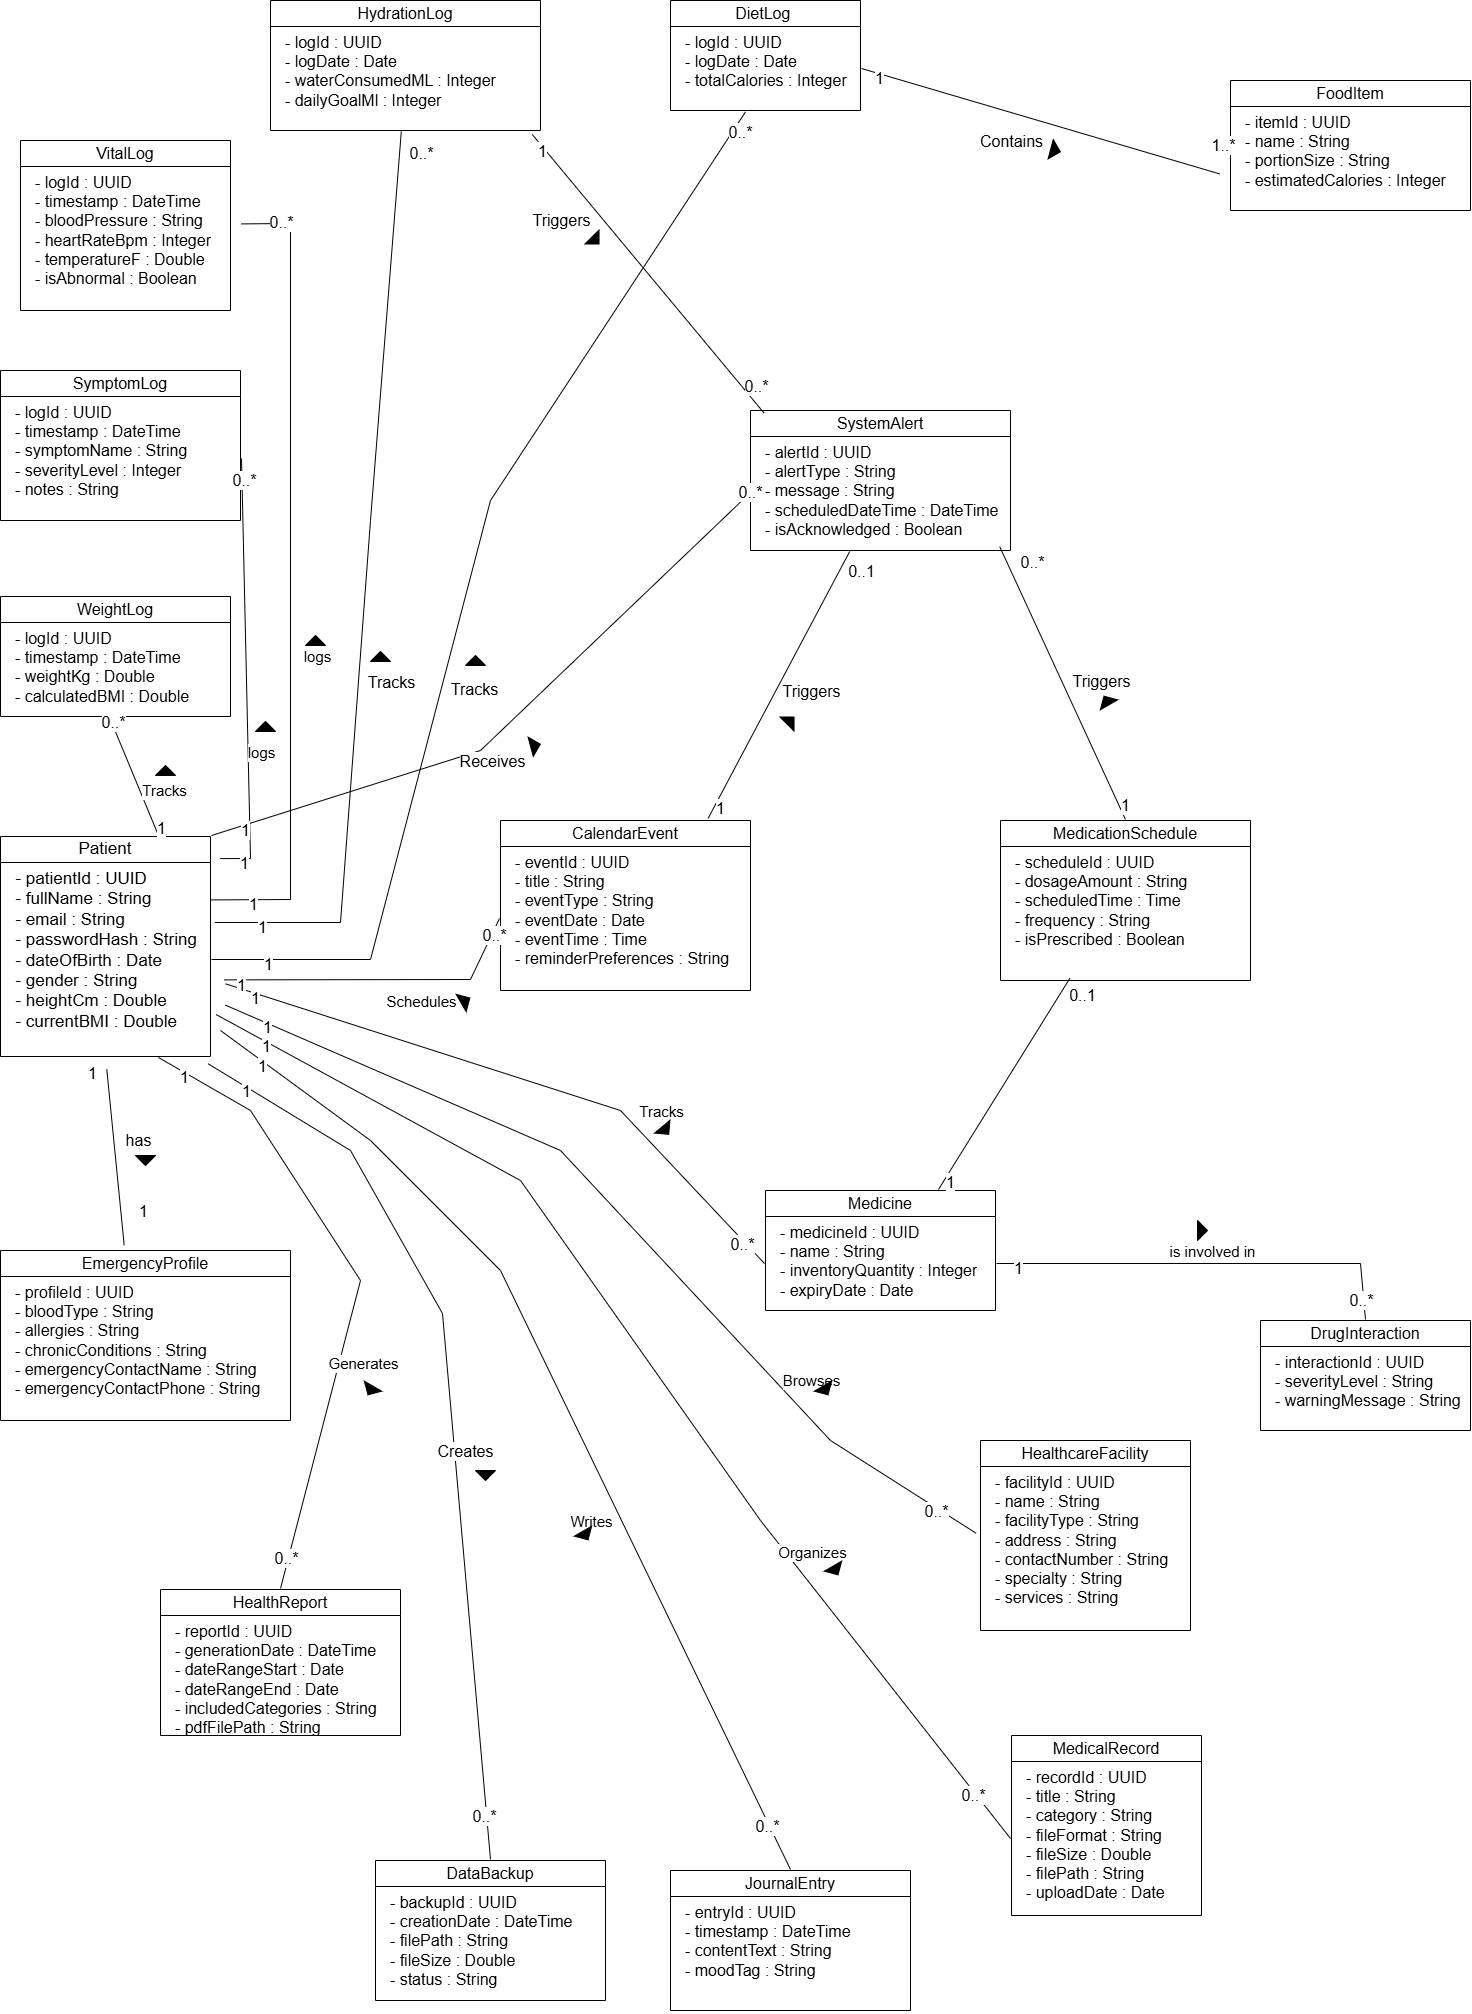 HydrationLog
- logId : UUID
- logDate : Date
- waterConsumedML : Integer
- dailyGoalMl : Integer
DietLog
- logId : UUID
- logDate : Date
- totalCalories : Integer
FoodItem
- itemId : UUID
- name : String
- portionSize : String
- estimatedCalories : Integer
1
Contains
1..*
VitalLog
- logId : UUID
- timestamp : DateTime
- bloodPressure : String
- heartRateBpm : Integer
- temperatureF : Double
- isAbnormal : Boolean
0..*
0..*
1
0..*
Triggers
0..*
SymptomLog
- logId : UUID
- timestamp : DateTime
- symptomName : String
- severityLevel : Integer
- notes : String
0..*
SystemAlert
- alertId : UUID
- alertType : String
- message : String
- scheduledDateTime : DateTime
- isAcknowledged : Boolean
0..*
0..1
0..*
WeightLog
- logId : UUID
- timestamp : DateTime
- weightKg : Double
- calculatedBMI : Double
0..*
Tracks
logs
logs
Tracks
Tracks
Receives
Triggers
Triggers
1
1
1
1
1
1
1
1
Patient
- patientId : UUID
- fullName : String
- email : String
- passwordHash : String
- dateOfBirth : Date
- gender : String
- heightCm : Double
- currentBMI : Double
CalendarEvent
- eventId : UUID
- title : String
- eventType : String
- eventDate : Date
- eventTime : Time
- reminderPreferences : String
MedicationSchedule
- scheduleId : UUID
- dosageAmount : String
- scheduledTime : Time
- frequency : String
- isPrescribed : Boolean
0..*
1
Schedules
1
1
1
1
1
1
1
0..1
has
1
Tracks
0..*
1
Medicine
- medicineId : UUID
- name : String
- inventoryQuantity : Integer
- expiryDate : Date
1
is involved in
0..*
DrugInteraction
- interactionId : UUID
- severityLevel : String
- warningMessage : String
EmergencyProfile
- profileId : UUID
- bloodType : String
- allergies : String
- chronicConditions : String
- emergencyContactName : String
- emergencyContactPhone : String
Generates
Browses
Creates
Writes
Organizes
0..*
HealthcareFacility
- facilityId : UUID
- name : String
- facilityType : String
- address : String
- contactNumber : String
- specialty : String
- services : String
0..*
HealthReport
- reportId : UUID
- generationDate : DateTime
- dateRangeStart : Date
- dateRangeEnd : Date
- includedCategories : String
- pdfFilePath : String
0..*
MedicalRecord
- recordId : UUID
- title : String
- category : String
- fileFormat : String
- fileSize : Double
- filePath : String
- uploadDate : Date
0..*
DataBackup
- backupId : UUID
- creationDate : DateTime
- filePath : String
- fileSize : Double
- status : String
0..*
JournalEntry
- entryId : UUID
- timestamp : DateTime
- contentText : String
- moodTag : String